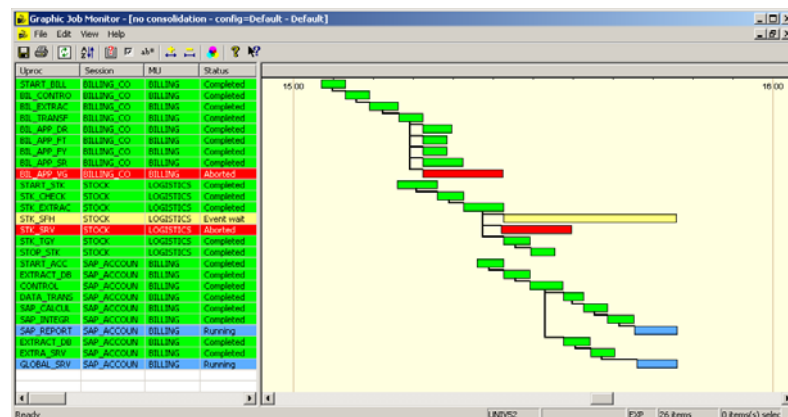 Graphic Job Monitor - [no consolidation - config=Default - Default]
File Edit View Help
Uproc Session MU Status
15:00 16:00
START_BILL BILLING_CO BILLING Completed
BIL_CONTRO BILLING_CO BILLING Completed
BIL_EXTRAC BILLING_CO BILLING Completed
BIL_TRANSF BILLING_CO BILLING Completed
BIL_APP_DR BILLING_CO BILLING Completed
BIL_APP_FT BILLING_CO BILLING Completed
BIL_APP_FY BILLING_CO BILLING Completed
BIL_APP_SR BILLING_CO BILLING Completed
BIL_APP_VG BILLING_CO BILLING Aborted
START_STK STOCK LOGISTICS Completed
STK_CHECK STOCK LOGISTICS Completed
STK_EXTRAC STOCK LOGISTICS Completed
STK_SFH STOCK LOGISTICS Event wait
STK_SRV STOCK LOGISTICS Aborted
STK_TGY STOCK LOGISTICS Completed
STOP_STK STOCK LOGISTICS Completed
START_ACC SAP_ACCOUN BILLING Completed
EXTRACT_DB SAP_ACCOUN BILLING Completed
CONTROL SAP_ACCOUN BILLING Completed
DATA_TRANS SAP_ACCOUN BILLING Completed
SAP_CALCUL SAP_ACCOUN BILLING Completed
SAP_INTEGR SAP_ACCOUN BILLING Completed
SAP_REPORT SAP_ACCOUN BILLING Running
EXTRACT_DB SAP_ACCOUN BILLING Completed
EXTRA_SRV SAP_ACCOUN BILLING Completed
GLOBAL_SRV SAP_ACCOUN BILLING Running
Ready UNIV52 EXP 26 items 0 items(s) selec